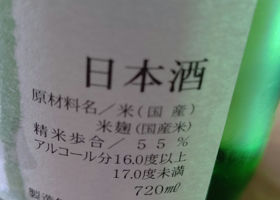 日本酒
原材料名／米(国産)
米麹(国産米)
精米歩合／55%
アルコール分16.0度以上
17.0度未満
720ml
製造